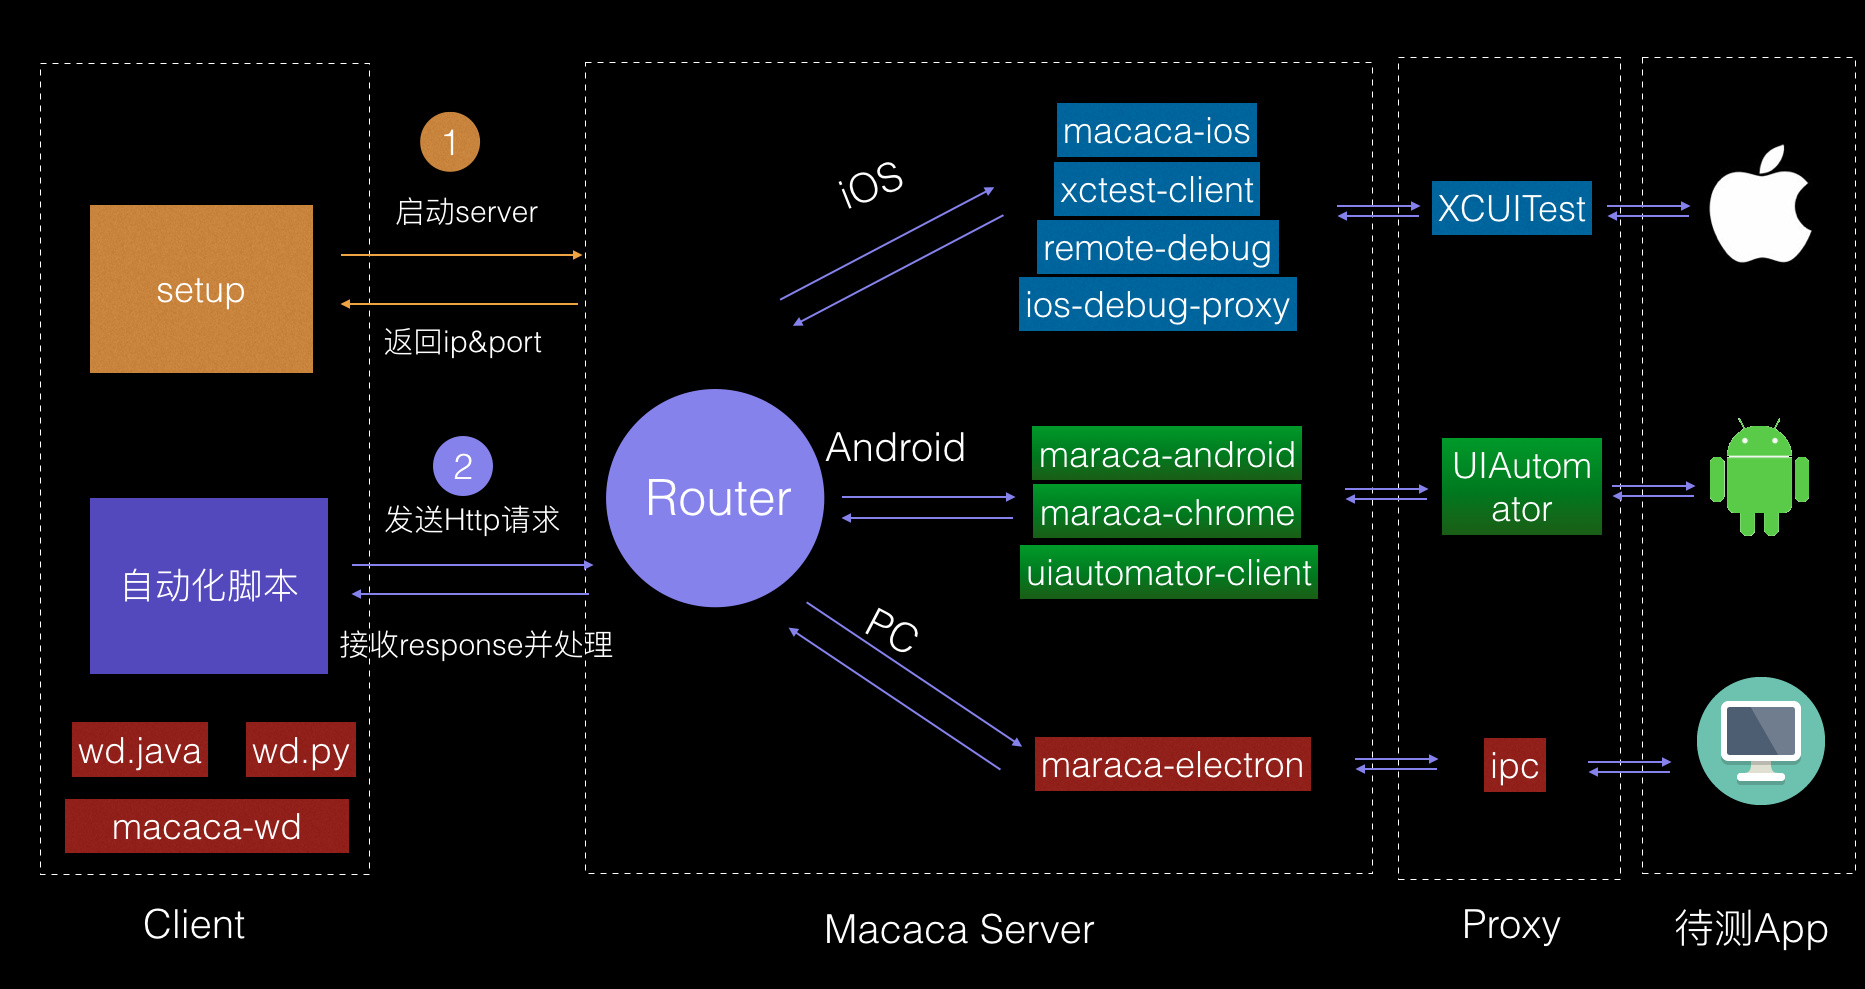 1
启动server
setup
返回ip&port
2
发送Http请求
自动化脚本
接收response并处理
wd.java
wd.py
macaca-wd
Client
Router
iOS
macaca-ios
xctest-client
remote-debug
ios-debug-proxy
Android
maraca-android
maraca-chrome
uiautomator-client
PC
maraca-electron
Macaca Server
XCUITest
UIAutom
ator
ipc
Proxy
待测App